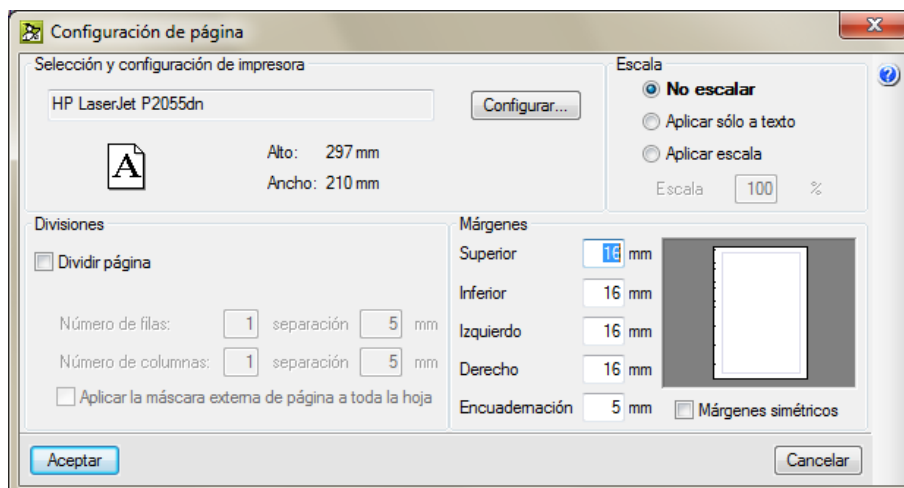 Configuración de página
Selección y configuración de impresora
HP LaserJet P2055dn
Configurar...
A
Alto: 297 mm
Ancho: 210 mm
Escala
No escalar
Aplicar sólo a texto
Aplicar escala
Escala 100 %
Divisiones
Dividir página
Número de filas: 1 separación 5 mm
Número de columnas: 1 separación 5 mm
Aplicar la máscara externa de página a toda la hoja
Márgenes
Superior 16 mm
Inferior 16 mm
Izquierdo 16 mm
Derecho 16 mm
Encuadernación 5 mm
Márgenes simétricos
Aceptar
Cancelar